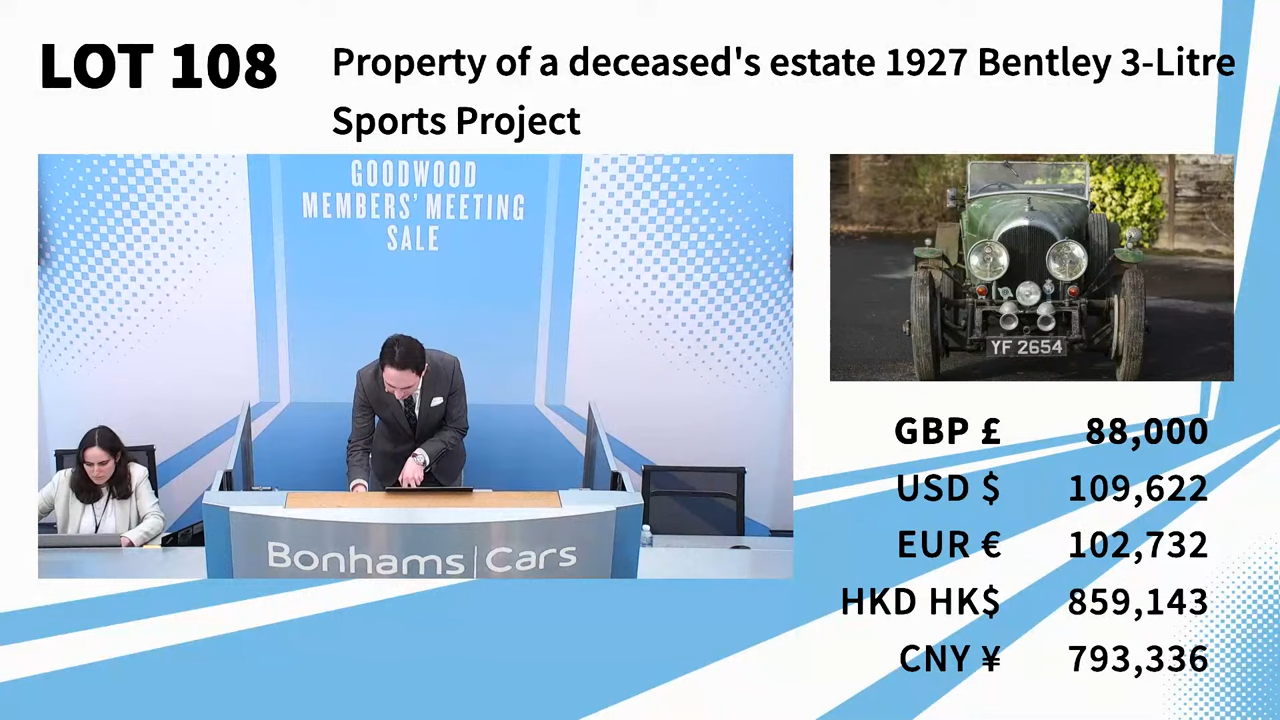 LOT 108
Property of a deceased's estate 1927 Bentley 3-Litre
Sports Project
GOODWOOD
MEMBERS' MEETING
SALE
Bonhams|Cars
YF 2654
GBP £ 88,000
USD $ 109,622
EUR € 102,732
HKD HK$ 859,143
CNY ¥ 793,336